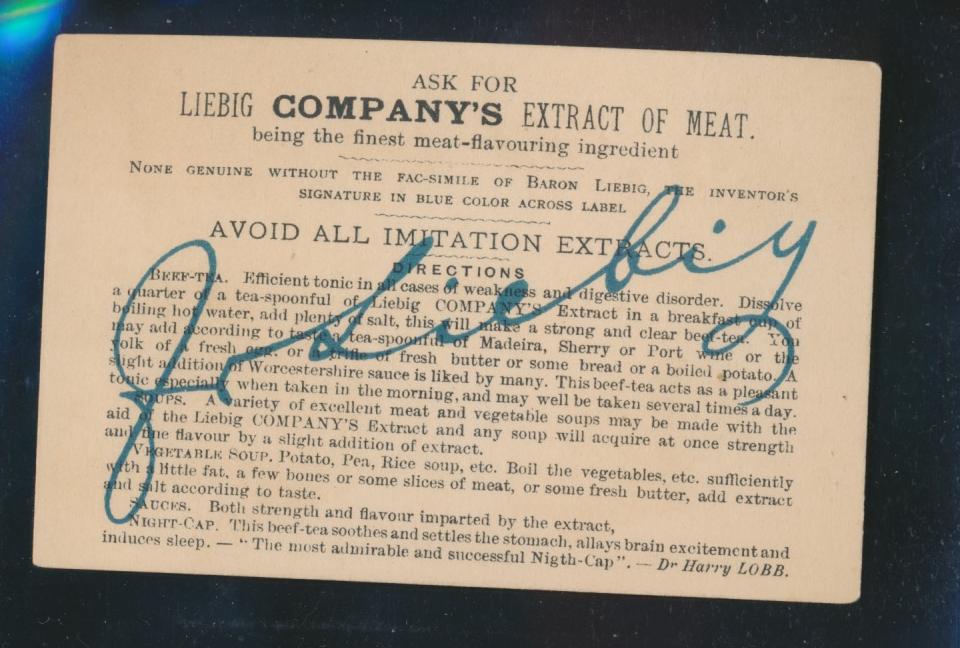 ASK FOR
LIEBIG COMPANY'S EXTRACT OF MEAT.
being the finest meat-flavouring ingredient
NONE GENUINE WITHOUT THE FAC-SIMILE OF BARON LIEBIG, THE INVENTOR'S
SIGNATURE IN BLUE COLOR ACROSS LABEL
AVOID ALL IMITATION EXTRACTS.
DIRECTIONS
BEEF-TEA. Efficient tonic in all cases of weakness and digestive disorder. Dissolve
a quarter of a tea-spoonful of Liebig COMPANY'S Extract in a breakfast cup of
boiling hot water, add plenty of salt, this will make a strong and clear beef-tea. You
may add according to taste a tea-spoonful of Madeira, Sherry or Port wine or the
yolk of a fresh egg. or a trifle of fresh butter or some bread or a boiled potato. A
slight addition of Worcestershire sauce is liked by many. This beef-tea acts as a pleasant
tonic especially when taken in the morning, and may well be taken several times a day.
SOUPS. A variety of excellent meat and vegetable soups may be made with the
aid of the Liebig COMPANY'S Extract and any soup will acquire at once strength
and fine flavour by a slight addition of extract.
VEGETABLE SOUP. Potato, Pea, Rice soup, etc. Boil the vegetables, etc. sufficiently
with a little fat, a few bones or some slices of meat, or some fresh butter, add extract
and salt according to taste.
SAUCES. Both strength and flavour imparted by the extract,
NIGHT-CAP. This beef-tea soothes and settles the stomach, allays brain excitement and
induces sleep. — "The most admirable and successful Nigth-Cap". — Dr Harry LOBB.
J v Liebig